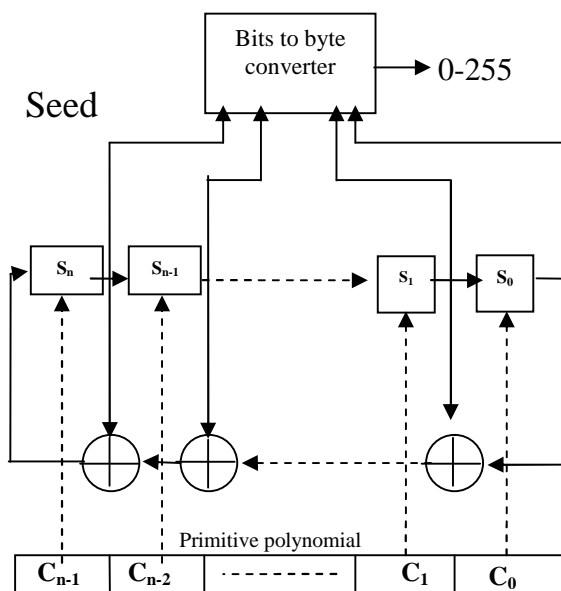 Bits to byte
converter
0-255
Seed
Sn Sn-1 S1 S0
Primitive polynomial
Cn-1 Cn-2 C1 C0